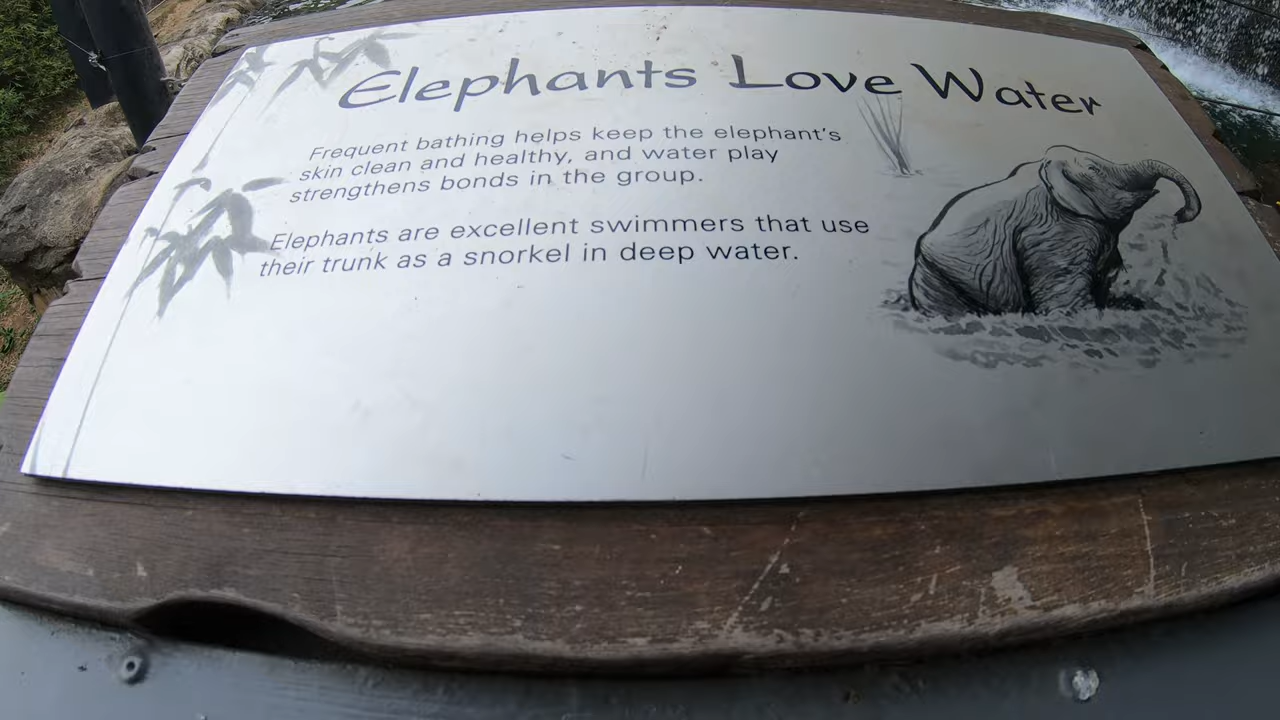 Elephants Love Water
Frequent bathing helps keep the elephant's
skin clean and healthy, and water play
strengthens bonds in the group.
Elephants are excellent swimmers that use
their trunk as a snorkel in deep water.